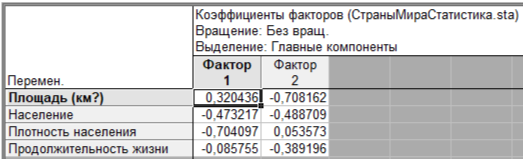 Коэффициенты факторов (СтраныМираСтатистика.sta)
Вращение: Без вращ.
Выделение: Главные компоненты
Перемен. Фактор 1 Фактор 2
Площадь (км?) 0,320436 -0,708162
Население -0,473217 -0,488709
Плотность населения -0,704097 0,053573
Продолжительность жизни -0,085755 -0,389196